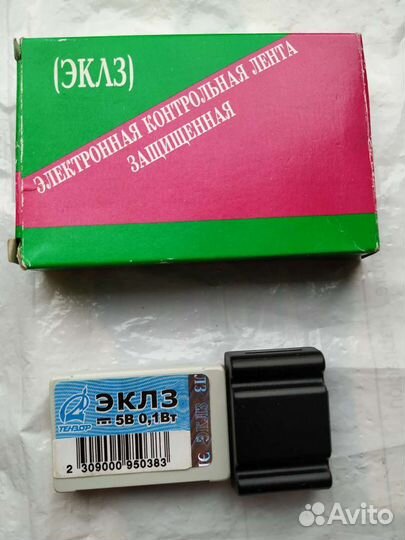 (ЭКЛЗ)
ЭЛЕКТРОННАЯ КОНТРОЛЬНАЯ ЛЕНТА
ЗАЩИЩЕННАЯ
ТЕНЗОР
ЭКЛЗ
5В 0,1Вт
2 309000 950383
Avito